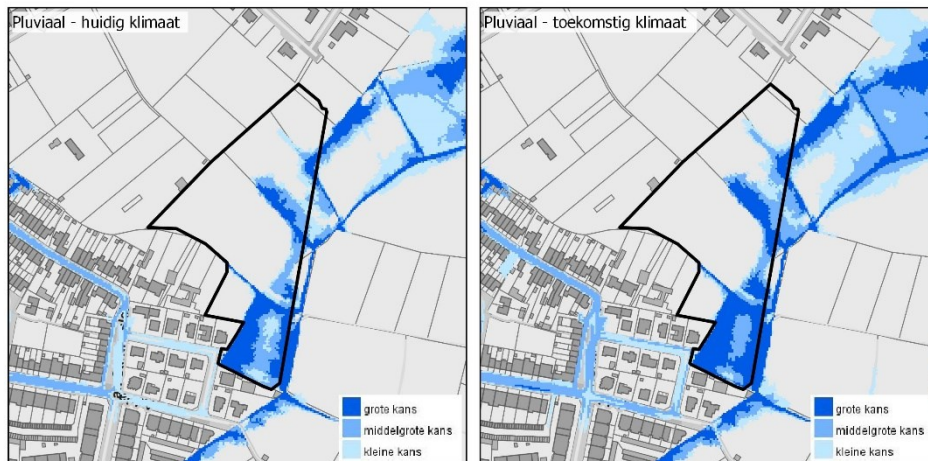 Pluviaal - huidig klimaat
grote kans
middelgrote kans
kleine kans
Pluviaal - toekomstig klimaat
grote kans
middelgrote kans
kleine kans